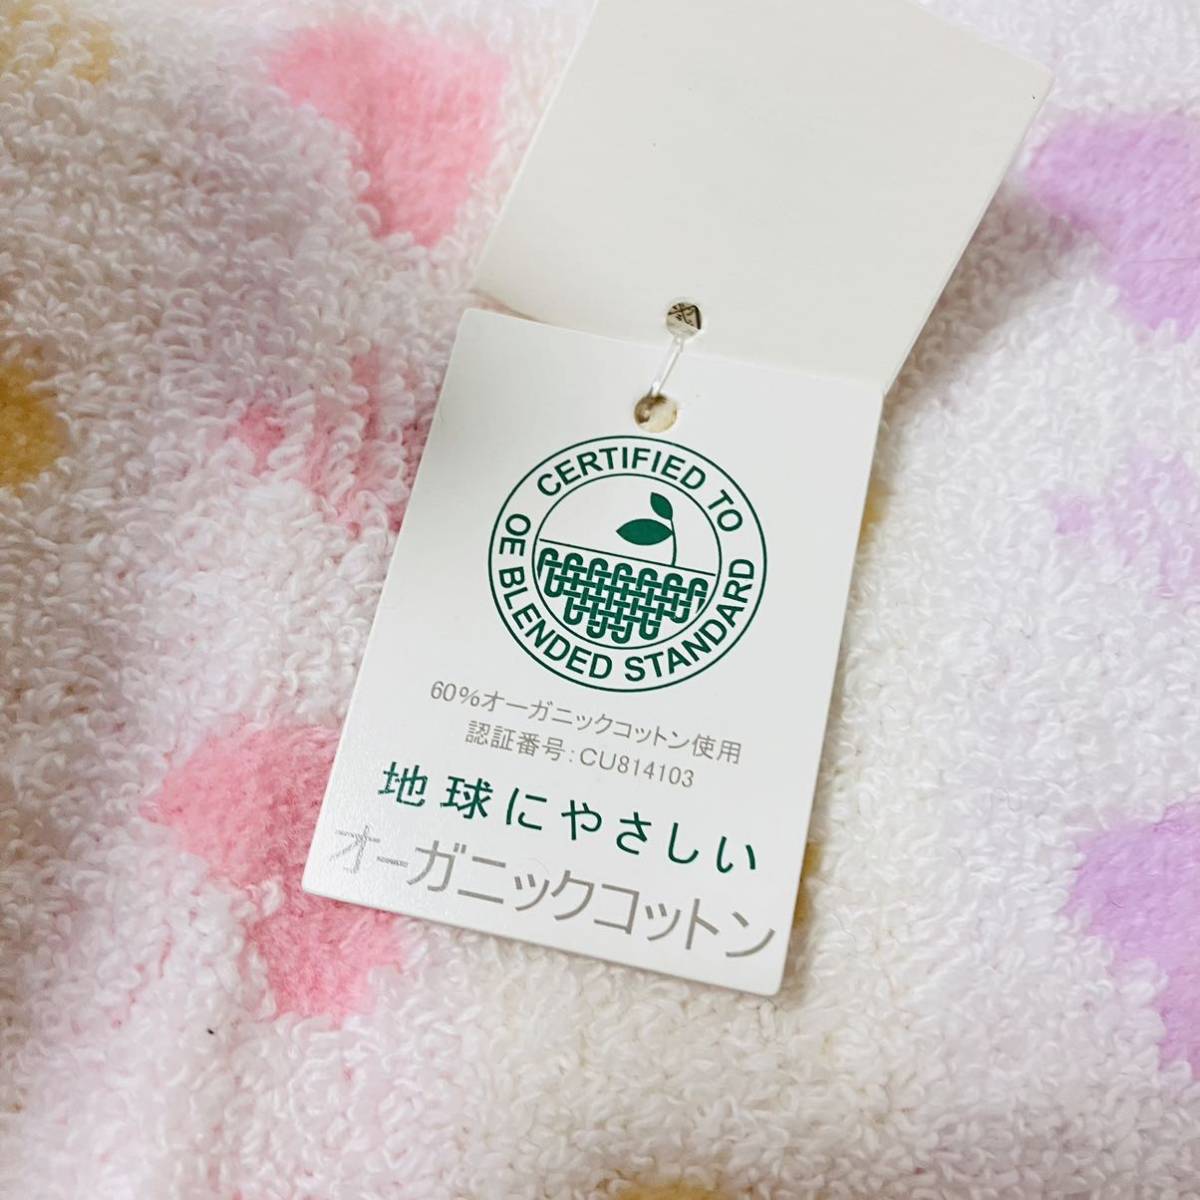 CERTIFIED TO
OE BLENDED STANDARD
60%オーガニックコットン使用
認証番号:CU814103
地球にやさしい
オーガニックコットン